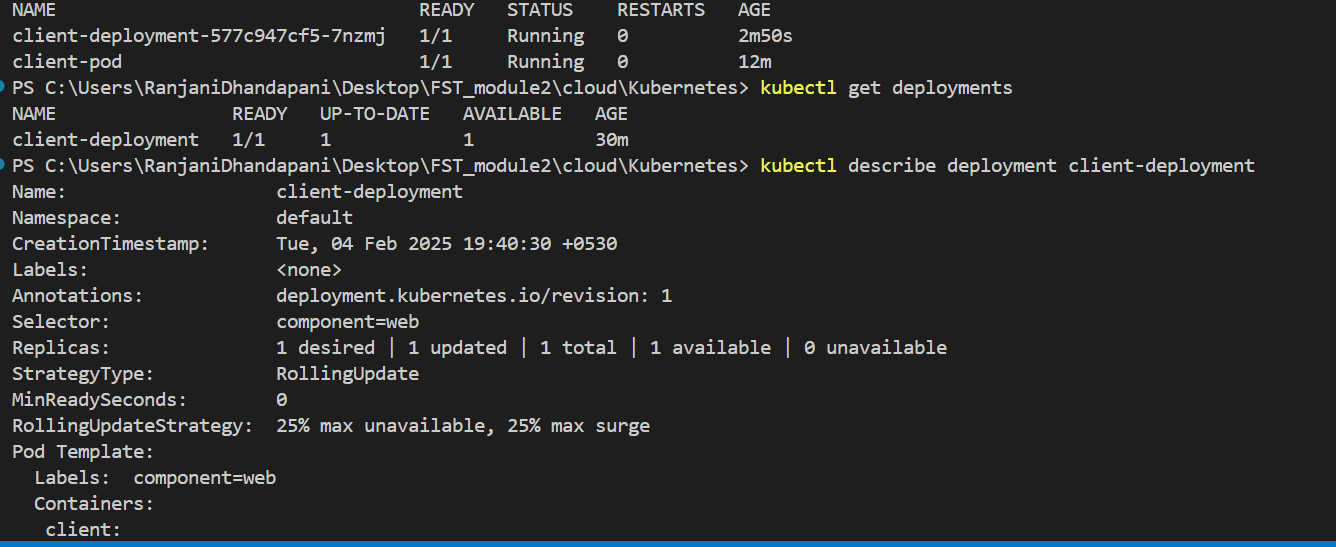 NAME READY STATUS RESTARTS AGE
client-deployment-577c947cf5-7nzmj 1/1 Running 0 2m50s
client-pod 1/1 Running 0 12m
PS C:\Users\RanjaniDhandapani\Desktop\FST_module2\cloud\Kubernetes> kubectl get deployments
NAME READY UP-TO-DATE AVAILABLE AGE
client-deployment 1/1 1 1 30m
PS C:\Users\RanjaniDhandapani\Desktop\FST_module2\cloud\Kubernetes> kubectl describe deployment client-deployment
Name: client-deployment
Namespace: default
CreationTimestamp: Tue, 04 Feb 2025 19:40:30 +0530
Labels: <none>
Annotations: deployment.kubernetes.io/revision: 1
Selector: component=web
Replicas: 1 desired | 1 updated | 1 total | 1 available | 0 unavailable
StrategyType: RollingUpdate
MinReadySeconds: 0
RollingUpdateStrategy: 25% max unavailable, 25% max surge
Pod Template:
Labels: component=web
Containers:
client: